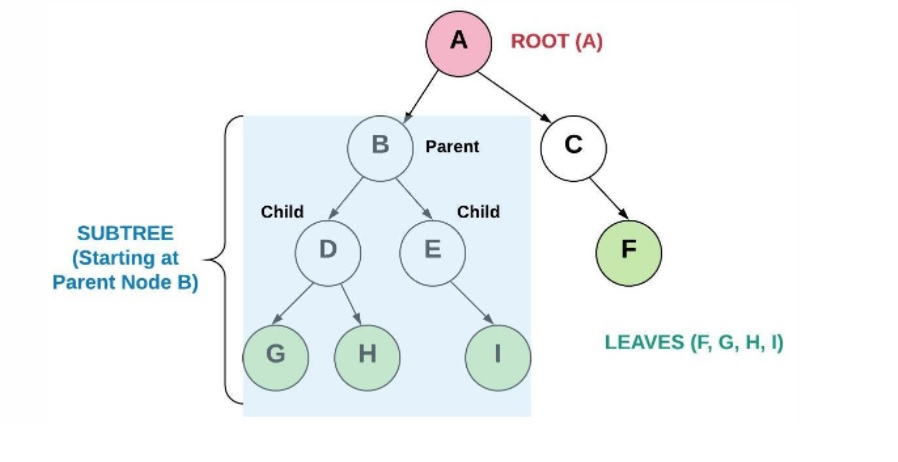 A
ROOT (A)
B
Parent
C
Child
Child
D
E
F
SUBTREE
(Starting at
Parent Node B)
G
H
I
LEAVES (F, G, H, I)